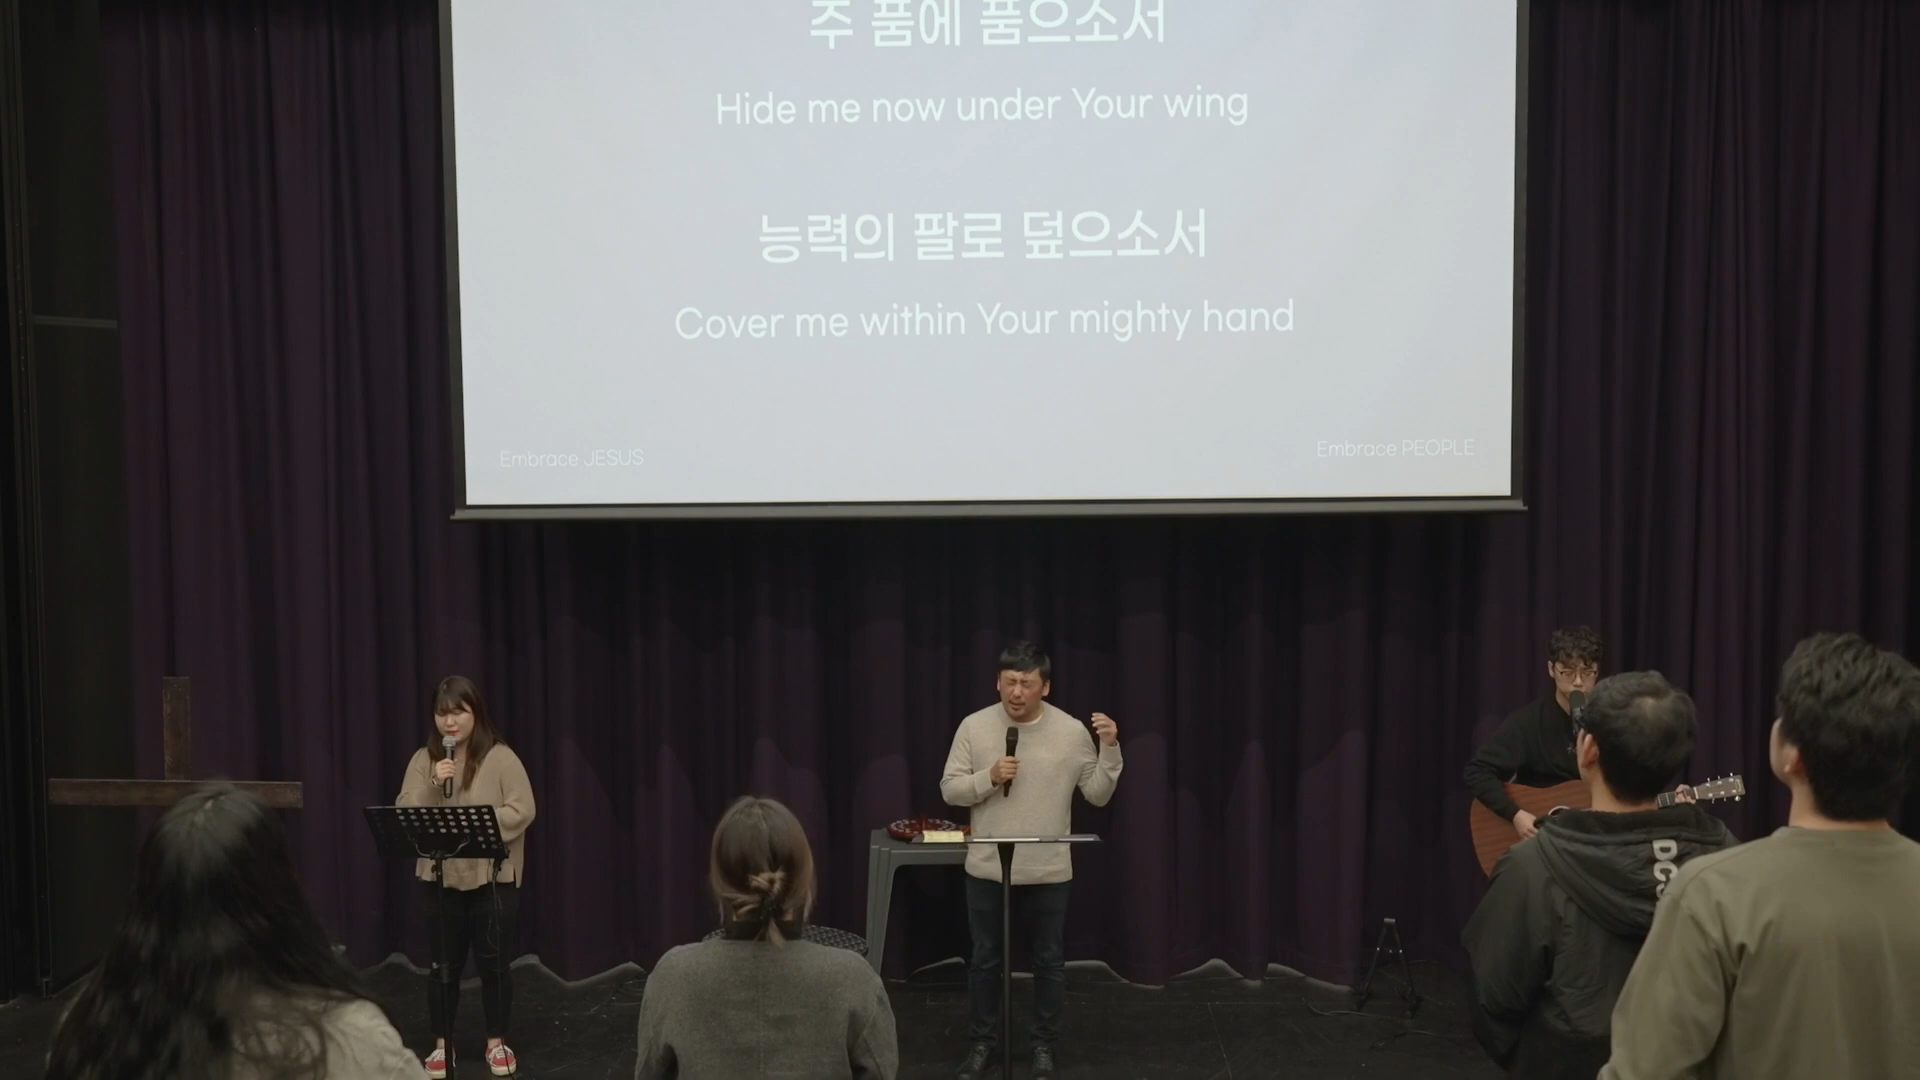 주 품에 품으소서
Hide me now under Your wing
능력의 팔로 덮으소서
Cover me within Your mighty hand
Embrace JESUS
Embrace PEOPLE